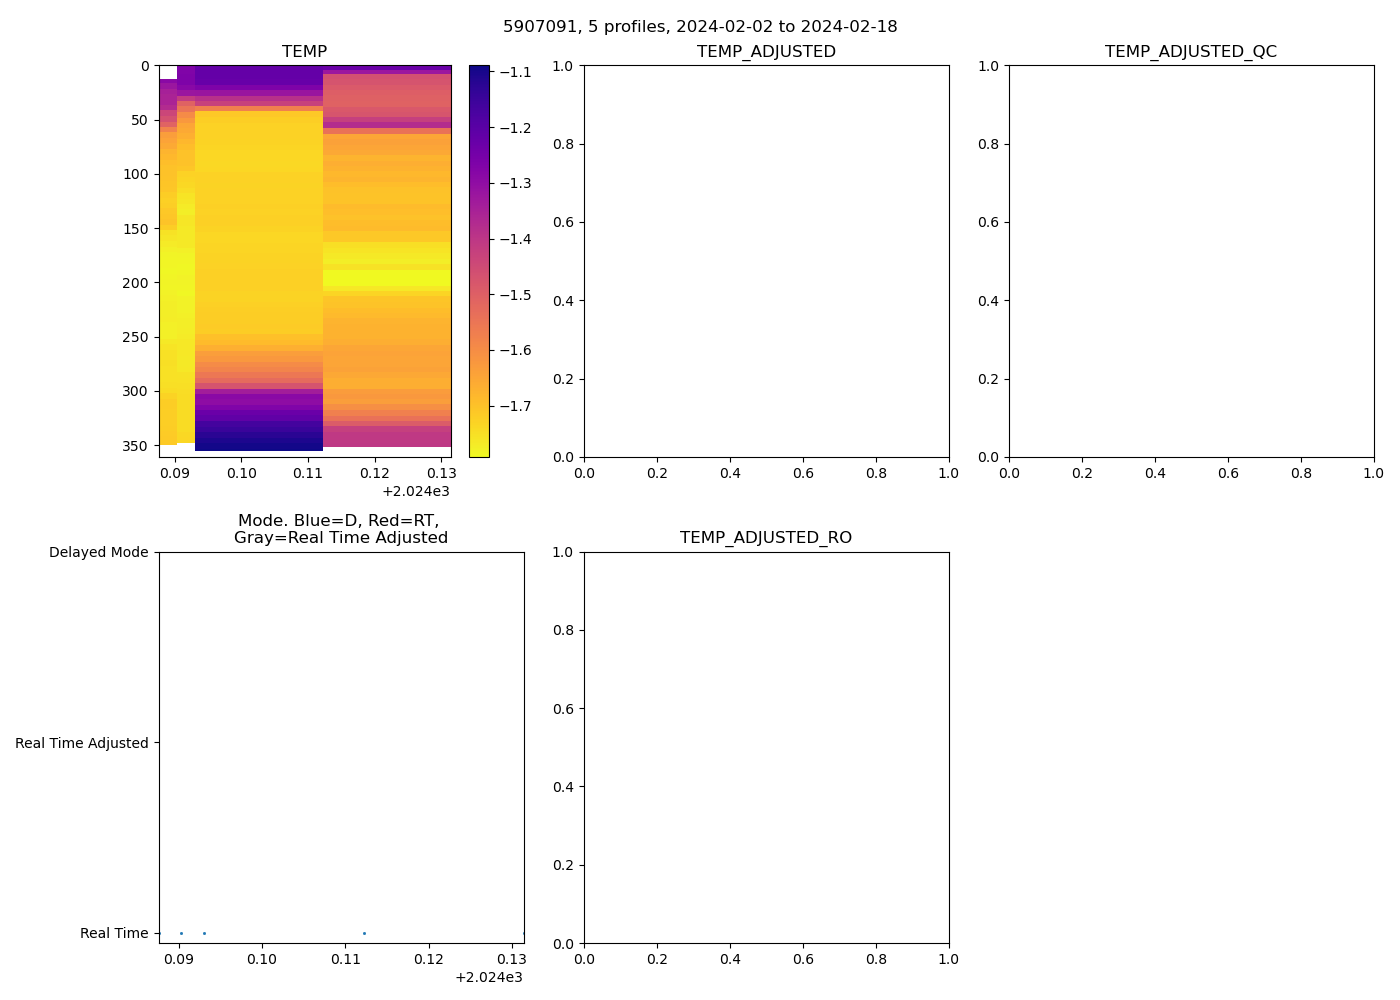 5907091, 5 profiles, 2024-02-02 to 2024-02-18
TEMP
TEMP_ADJUSTED
TEMP_ADJUSTED_QC
0
50
100
150
200
250
300
350
0.09 0.10 0.11 0.12 0.13
+2.024e3
−1.1
−1.2
−1.3
−1.4
−1.5
−1.6
−1.7
1.0
0.8
0.6
0.4
0.2
0.0
0.0 0.2 0.4 0.6 0.8 1.0
1.0
0.8
0.6
0.4
0.2
0.0
0.0 0.2 0.4 0.6 0.8 1.0
Mode. Blue=D, Red=RT,
Gray=Real Time Adjusted
Delayed Mode
Real Time Adjusted
Real Time
0.09 0.10 0.11 0.12 0.13
+2.024e3
TEMP_ADJUSTED_RO
1.0
0.8
0.6
0.4
0.2
0.0
0.0 0.2 0.4 0.6 0.8 1.0